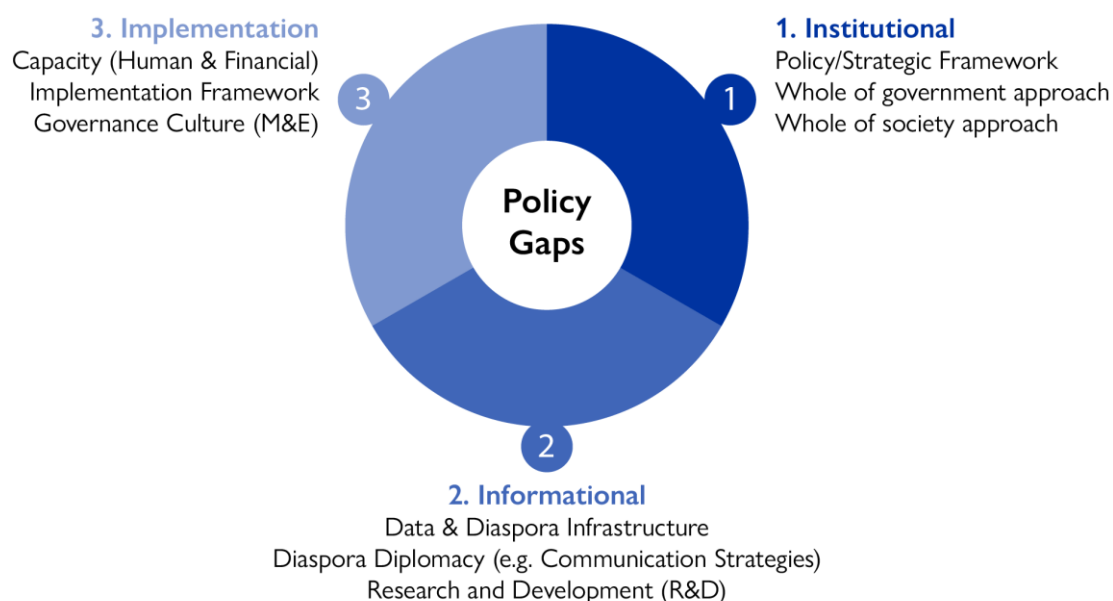 3. Implementation
Capacity (Human & Financial)
Implementation Framework
Governance Culture (M&E)
3
1. Institutional
Policy/Strategic Framework
Whole of government approach
Whole of society approach
1
Policy
Gaps
2
2. Informational
Data & Diaspora Infrastructure
Diaspora Diplomacy (e.g. Communication Strategies)
Research and Development (R&D)